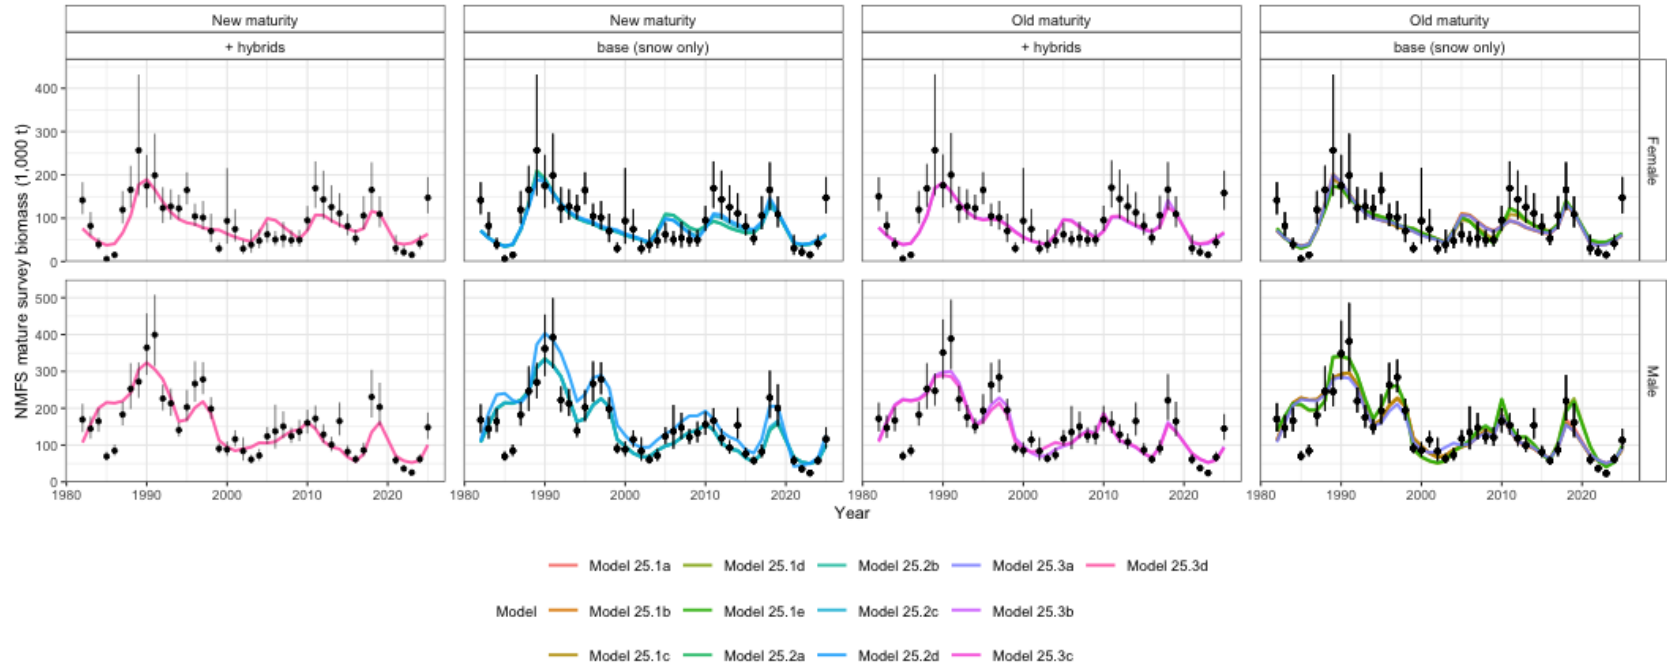 New maturity New maturity Old maturity Old maturity
+ hybrids base (snow only) + hybrids base (snow only)
NMFS mature survey biomass (1,000 t)
400
300
200
100
0
Female
500
400
300
200
100
0
Male
1980 1990 2000 2010 2020 1980 1990 2000 2010 2020 1980 1990 2000 2010 2020 1980 1990 2000 2010 2020
Year
Model 25.1a Model 25.1d Model 25.2b Model 25.3a Model 25.3d
Model Model 25.1b Model 25.1e Model 25.2c Model 25.3b
Model 25.1c Model 25.2a Model 25.2d Model 25.3c